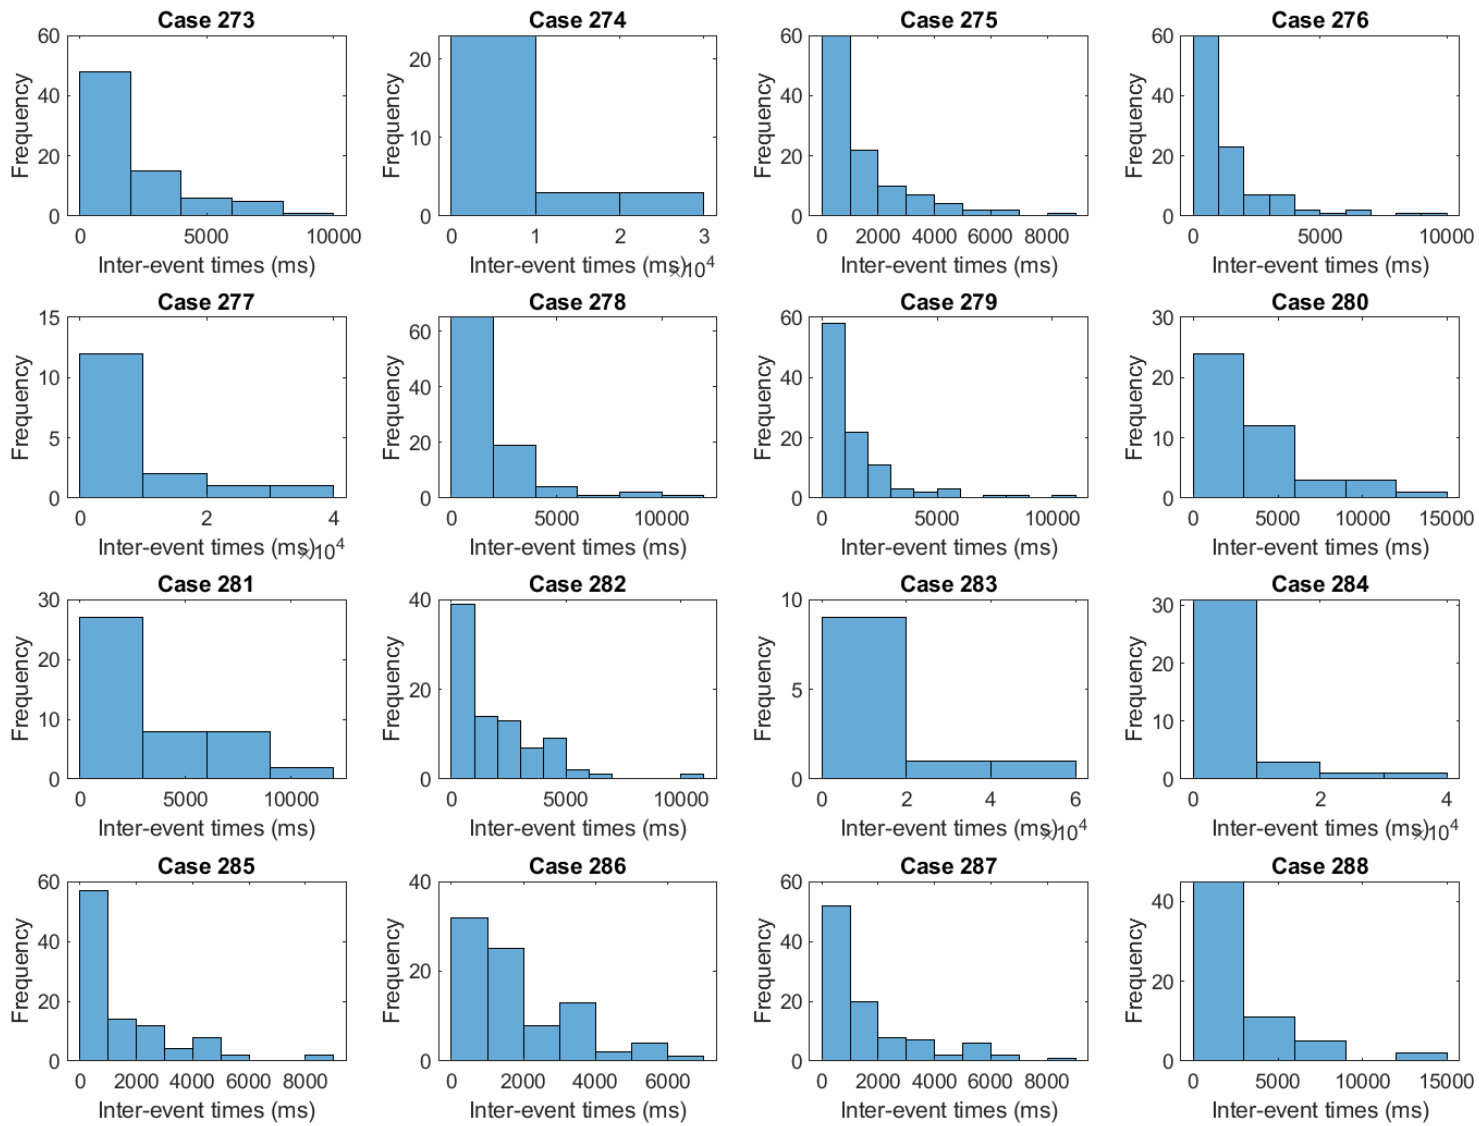 Case 273
Frequency
60
40
20
0
0 5000 10000
Inter-event times (ms)
Case 274
Frequency
20
10
0
0 1 2 3
Inter-event times (ms)
×10^4
Case 275
Frequency
60
40
20
0
0 2000 4000 6000 8000
Inter-event times (ms)
Case 276
Frequency
60
40
20
0
0 5000 10000
Inter-event times (ms)
Case 277
Frequency
15
10
5
0
0 2 4
Inter-event times (ms)
×10^4
Case 278
Frequency
60
40
20
0
0 5000 10000
Inter-event times (ms)
Case 279
Frequency
60
40
20
0
0 5000 10000
Inter-event times (ms)
Case 280
Frequency
30
20
10
0
0 5000 10000 15000
Inter-event times (ms)
Case 281
Frequency
30
20
10
0
0 5000 10000
Inter-event times (ms)
Case 282
Frequency
40
20
0
0 5000 10000
Inter-event times (ms)
Case 283
Frequency
10
5
0
0 2 4 6
Inter-event times (ms)
×10^4
Case 284
Frequency
30
20
10
0
0 2 4
Inter-event times (ms)
×10^4
Case 285
Frequency
60
40
20
0
0 2000 4000 6000 8000
Inter-event times (ms)
Case 286
Frequency
40
20
0
0 2000 4000 6000
Inter-event times (ms)
Case 287
Frequency
60
40
20
0
0 2000 4000 6000 8000
Inter-event times (ms)
Case 288
Frequency
40
20
0
0 5000 10000 15000
Inter-event times (ms)